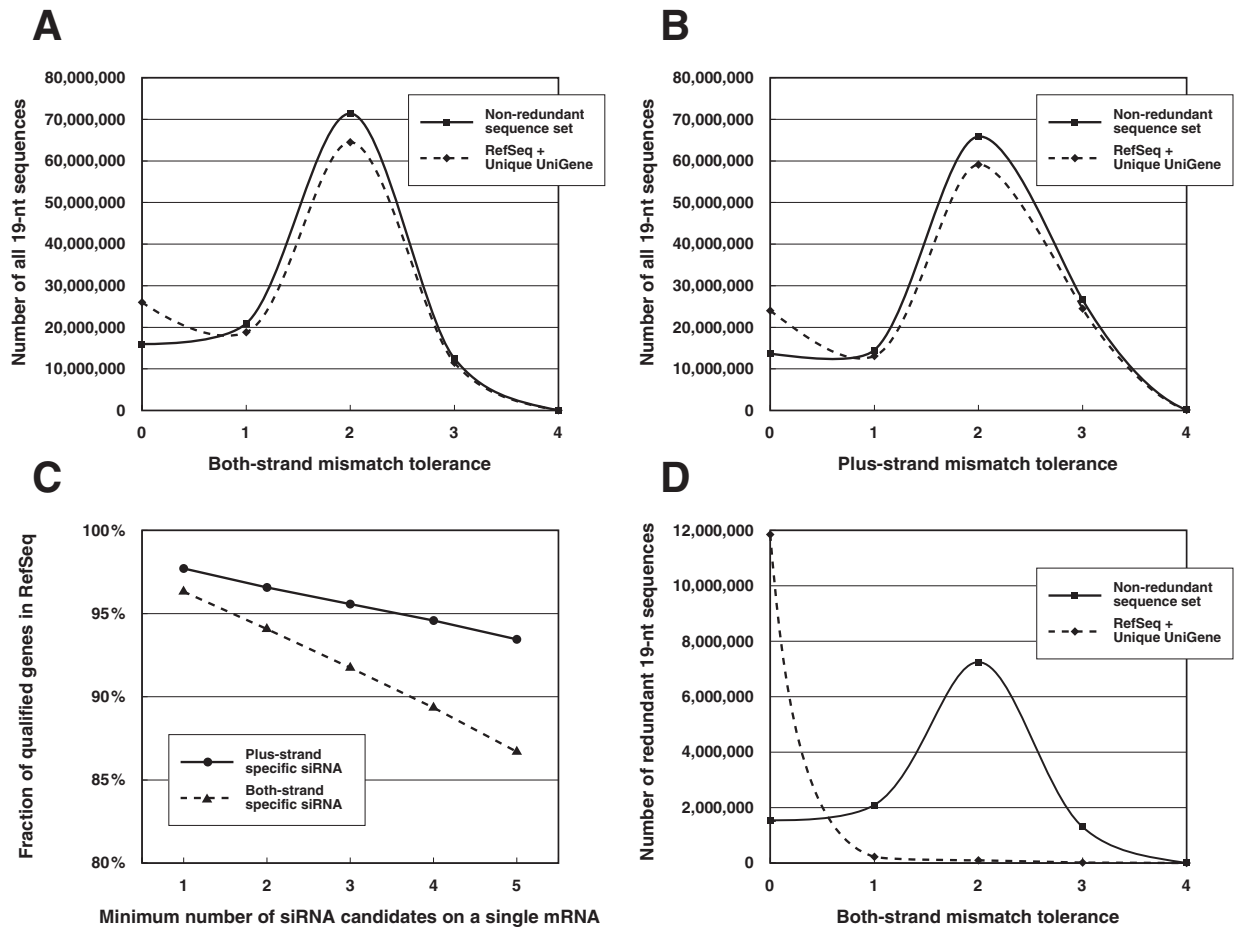 A
Number of all 19-nt sequences
80,000,000
70,000,000
60,000,000
50,000,000
40,000,000
30,000,000
20,000,000
10,000,000
0
0 1 2 3 4
Both-strand mismatch tolerance
Non-redundant
sequence set
RefSeq +
Unique UniGene
B
Number of all 19-nt sequences
80,000,000
70,000,000
60,000,000
50,000,000
40,000,000
30,000,000
20,000,000
10,000,000
0
0 1 2 3 4
Plus-strand mismatch tolerance
Non-redundant
sequence set
RefSeq +
Unique UniGene
C
Fraction of qualified genes in RefSeq
100%
95%
90%
85%
80%
1 2 3 4 5
Minimum number of siRNA candidates on a single mRNA
Plus-strand
specific siRNA
Both-strand
specific siRNA
D
Number of redundant 19-nt sequences
12,000,000
10,000,000
8,000,000
6,000,000
4,000,000
2,000,000
0
0 1 2 3 4
Both-strand mismatch tolerance
Non-redundant
sequence set
RefSeq +
Unique UniGene